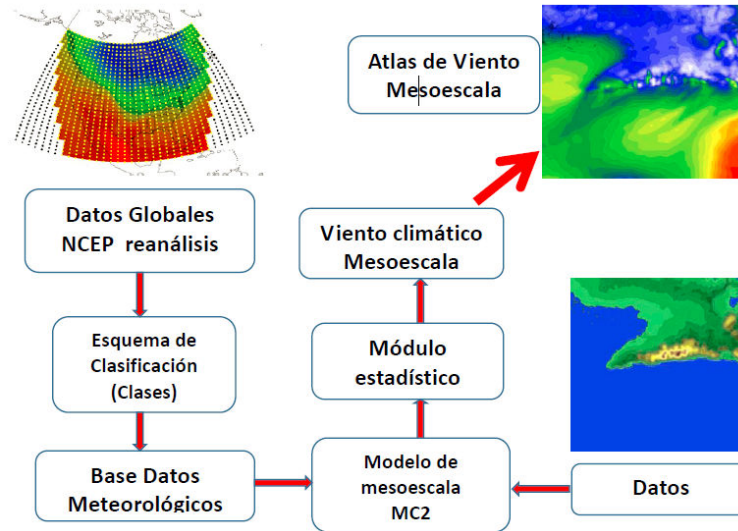 Atlas de Viento
Mesoescala
Datos Globales
NCEP reanálisis
Viento climático
Mesoescala
Esquema de
Clasificación
(Clases)
Módulo
estadístico
Base Datos
Meteorológicos
Modelo de
mesoescala
MC2
Datos